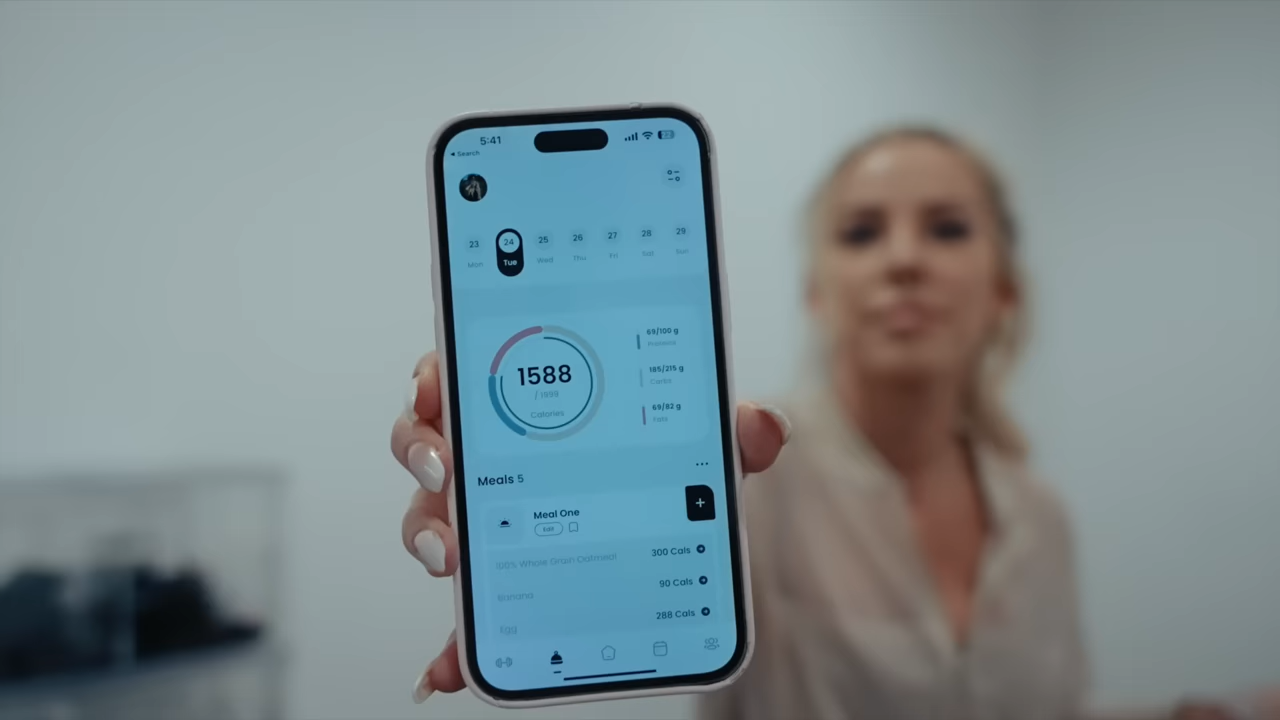 5:41
Search
23 24 25 26 27 28 29
Mon Tue Wed Thu Fri Sat Sun
1588
/ 1999
Calories
69/100 g
Proteins
185/215 g
Carbs
69/82 g
Fats
Meals 5
Meal One
Edit
100% Whole Grain Oatmeal 300 Cals
Banana 90 Cals
Egg 288 Cals